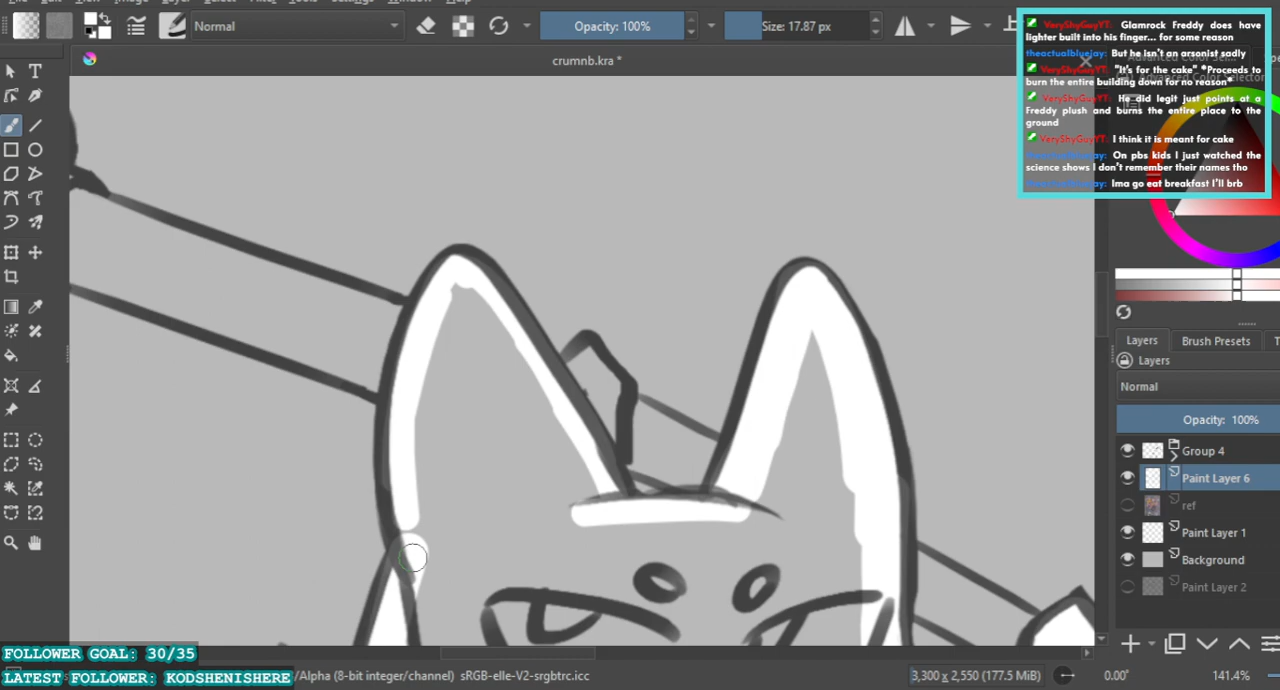 Normal
Opacity: 100%
Size: 17.87 px
crumnb.kra *
VeryShyGuyYT: Glamrock Freddy does have
lighter built into his finger... for some reason
theactualbluejay: But he isn't an arsonist sadly
VeryShyGuyYT: "It's for the cake" *Proceeds to
burn the entire building down for no reason*
VeryShyGuyYT: He did legit just points at a
Freddy plush and burns the entire place to the
ground
VeryShyGuyYT: I think it is meant for cake
theactualbluejay: On pbs kids I just watched the
science shows I don't remember their names tho
theactualbluejay: Ima go eat breakfast I'll brb
Layers
Brush Presets
Layers
Normal
Opacity: 100%
Group 4
Paint Layer 6
ref
Paint Layer 1
Background
Paint Layer 2
FOLLOWER GOAL: 30/35
LATEST FOLLOWER: KODSHENISHERE
/Alpha (8-bit integer/channel) sRGB-elle-V2-srgbtrc.icc
3,300 x 2,550 (177.5 MiB)
0.00°
141.4%